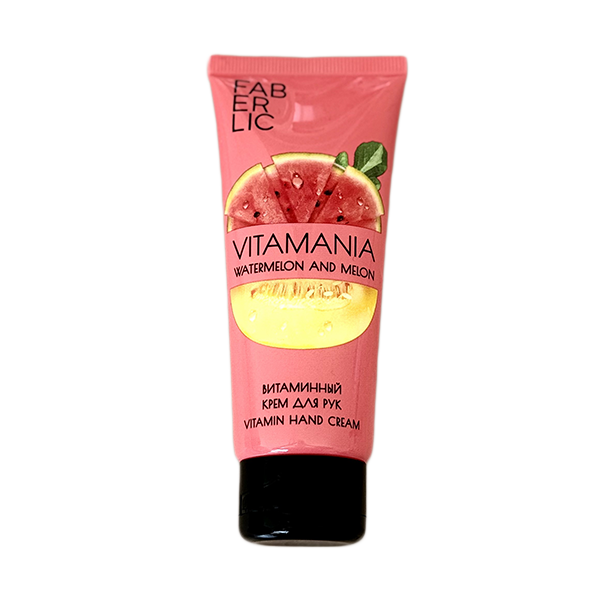 FAB
ER
LIC
VITAMANIA
WATERMELON AND MELON
ВИТАМИННЫЙ
КРЕМ ДЛЯ РУК
VITAMIN HAND CREAM